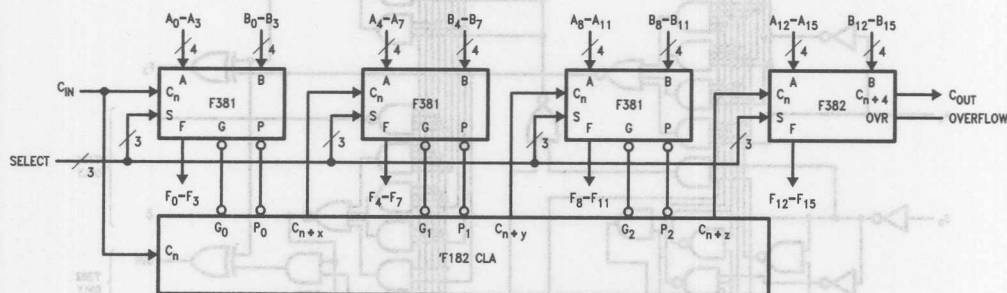 A0–A3 B0–B3 A4–A7 B4–B7 A8–A11 B8–B11 A12–A15 B12–B15
4 4 4 4 4 4 4 4
A B A B A B A B
CIN Cn Cn Cn Cn Cn+4 COUT
F381 F381 F381 F382
S S S S OVR OVERFLOW
F G P F G P F G P F
3 3 3
SELECT 3 3
F0–F3 F4–F7 F8–F11 F12–F15
G0 P0 Cn+x G1 P1 Cn+y G2 P2 Cn+z
Cn 'F182 CLA